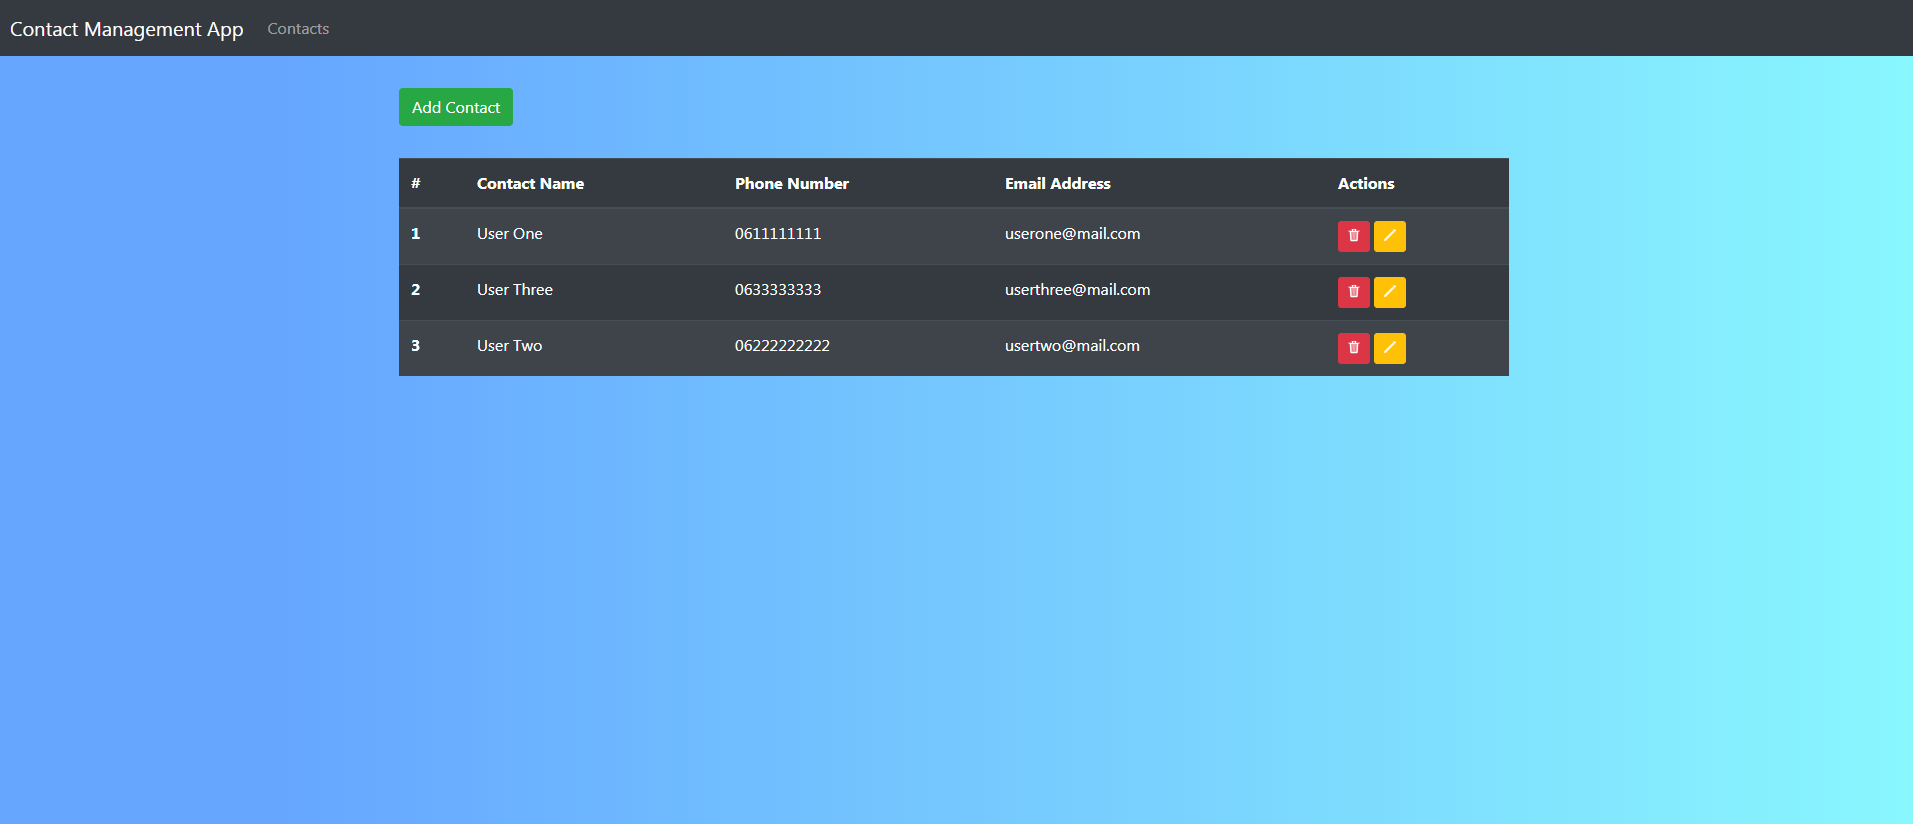 Contact Management App Contacts
Add Contact
# Contact Name Phone Number Email Address Actions
1 User One 0611111111 userone@mail.com
2 User Three 0633333333 userthree@mail.com
3 User Two 06222222222 usertwo@mail.com